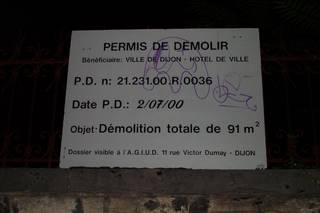 PERMIS DE DEMOLIR
Bénéficiaire: VILLE DE DIJON - HOTEL DE VILLE
P.D. n: 21.231.00.R.0036
Date P.D.: 2/07/00
Objet: Démolition totale de 91 m²
Dossier visible à l'A.G.I.U.D. 11 rue Victor Dumay - DIJON